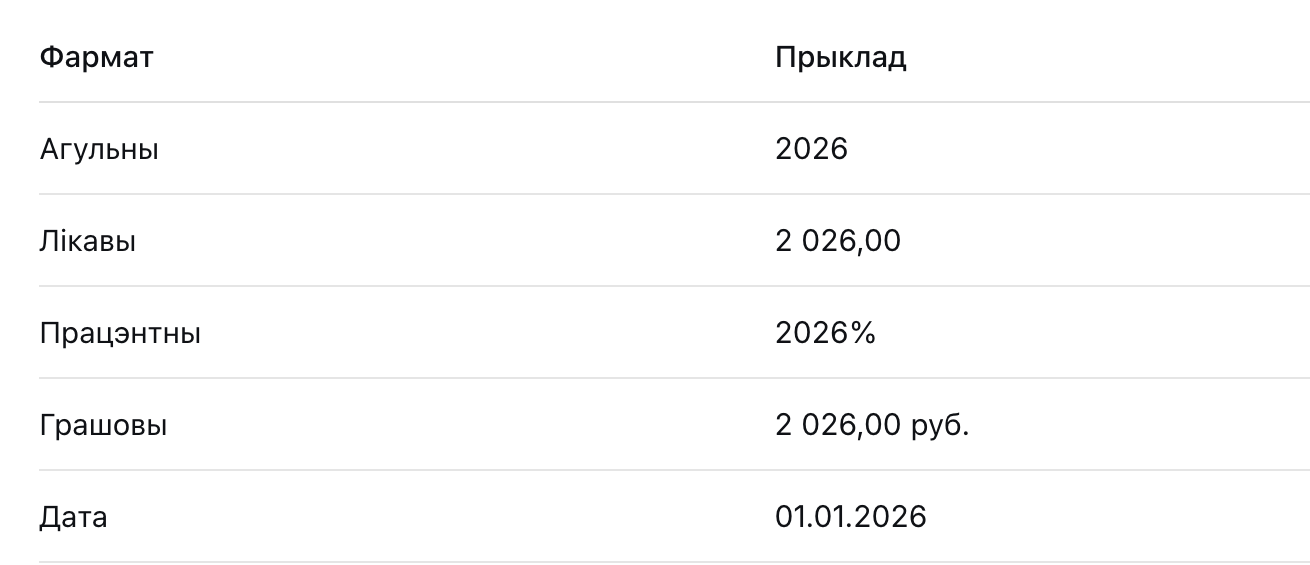 Фармат Прыклад
Агульны 2026
Лікавы 2 026,00
Працэнтны 2026%
Грашовы 2 026,00 руб.
Дата 01.01.2026